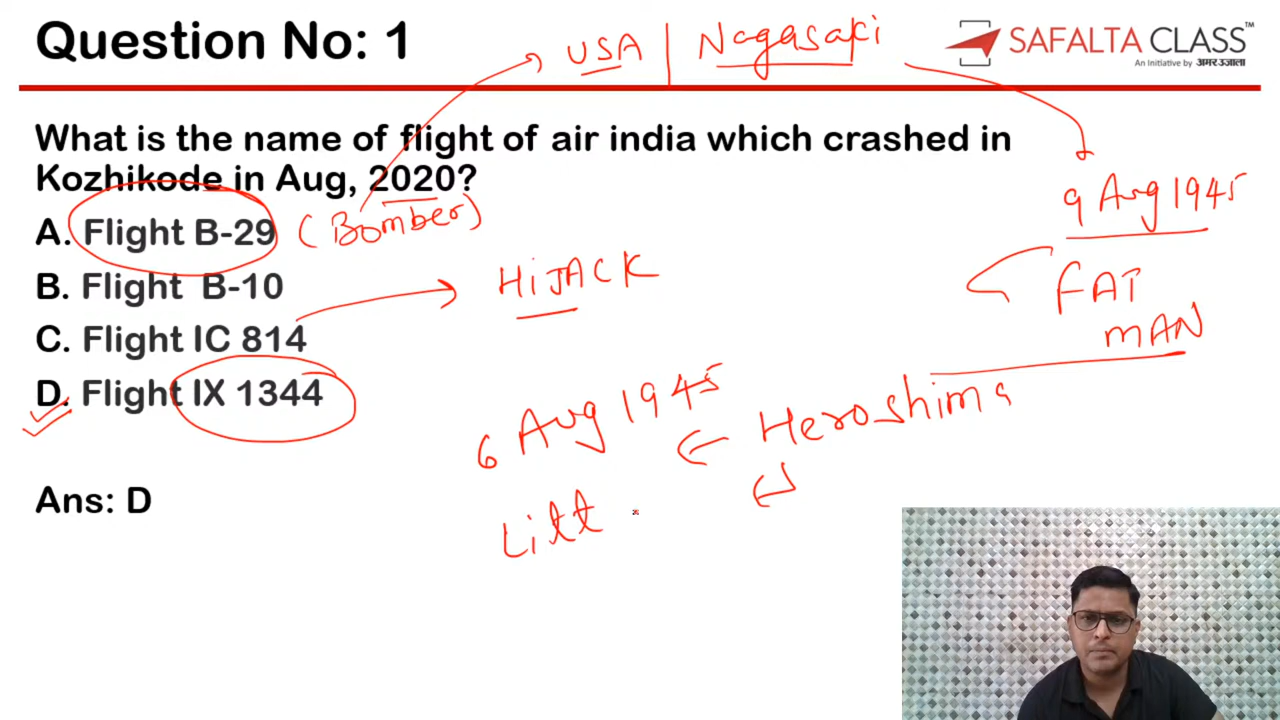 Question No: 1
USA | Nagasaki
SAFALTA CLASS™
An Initiative by अमर उजाला
What is the name of flight of air india which crashed in
Kozhikode in Aug, 2020?
A. Flight B-29 (Bomber)
9 Aug 1945
B. Flight B-10
HiJACK
FAT
MAN
C. Flight IC 814
D. Flight IX 1344
6 Aug 1945
Heroshima
Litt
Ans: D